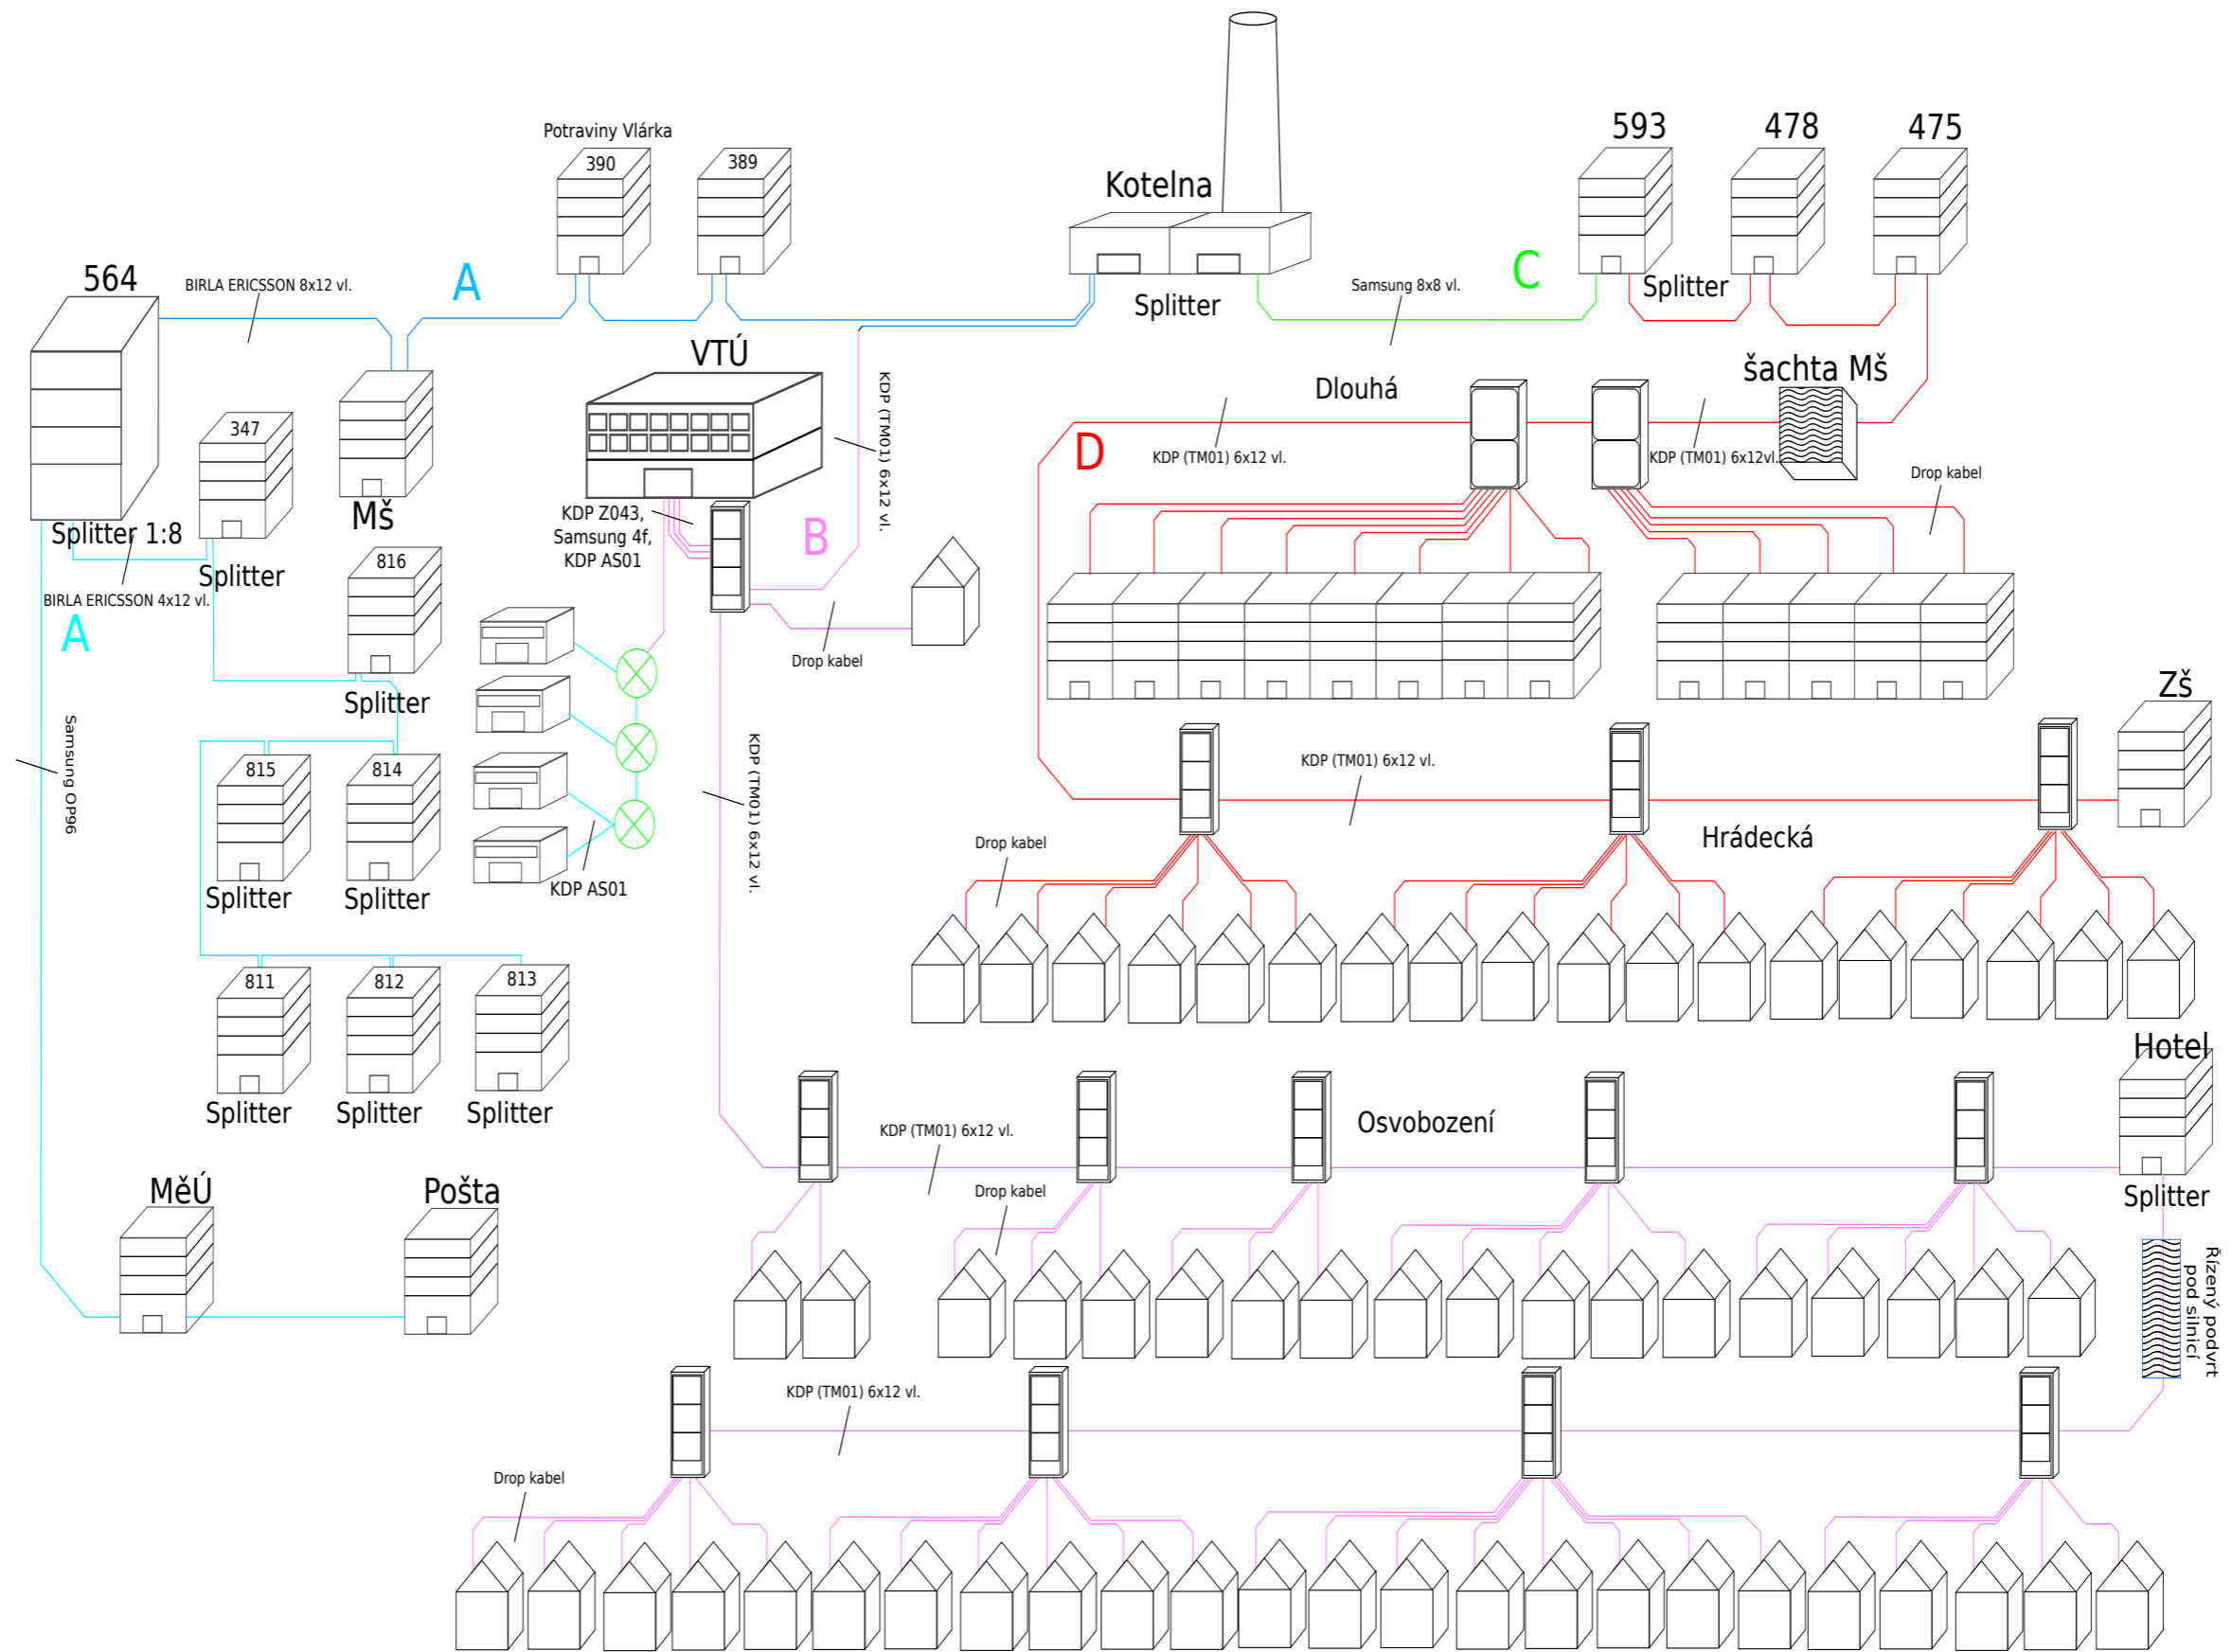 Potraviny Vlárka
390
389
Kotelna
593
478
475
564
BIRLA ERICSSON 8x12 vl.
A
C
Splitter
Samsung 8x8 vl.
Splitter
VTÚ
KDP (TM01) 6x12 vl.
Dlouhá
šachta Mš
347
Mš
D
KDP (TM01) 6x12 vl.
KDP (TM01) 6x12vl.
Drop kabel
Splitter 1:8
KDP Z043,
Samsung 4f,
KDP AS01
B
816
Splitter
BIRLA ERICSSON 4x12 vl.
A
Drop kabel
Splitter
Zš
Samsung OP96
KDP (TM01) 6x12 vl.
KDP (TM01) 6x12 vl.
815
814
Hrádecká
Drop kabel
KDP AS01
Splitter
Splitter
811
812
813
Hotel
Splitter
Splitter
Splitter
KDP (TM01) 6x12 vl.
Osvobození
MěÚ
Pošta
Drop kabel
Splitter
Řízený podvrt
pod silnicí
KDP (TM01) 6x12 vl.
Drop kabel